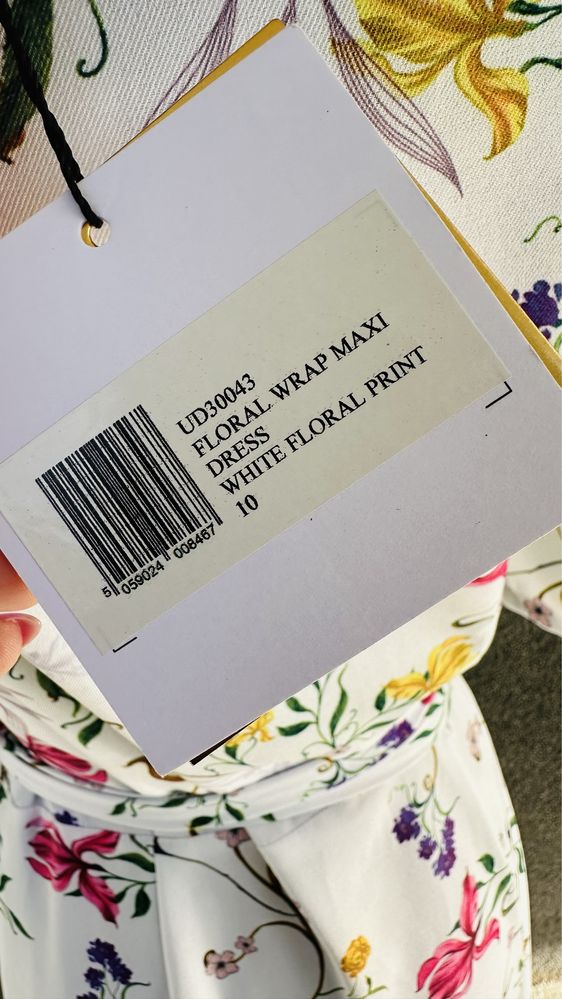 UD30043
FLORAL WRAP MAXI
DRESS
WHITE FLORAL PRINT
10
5 059024 008467